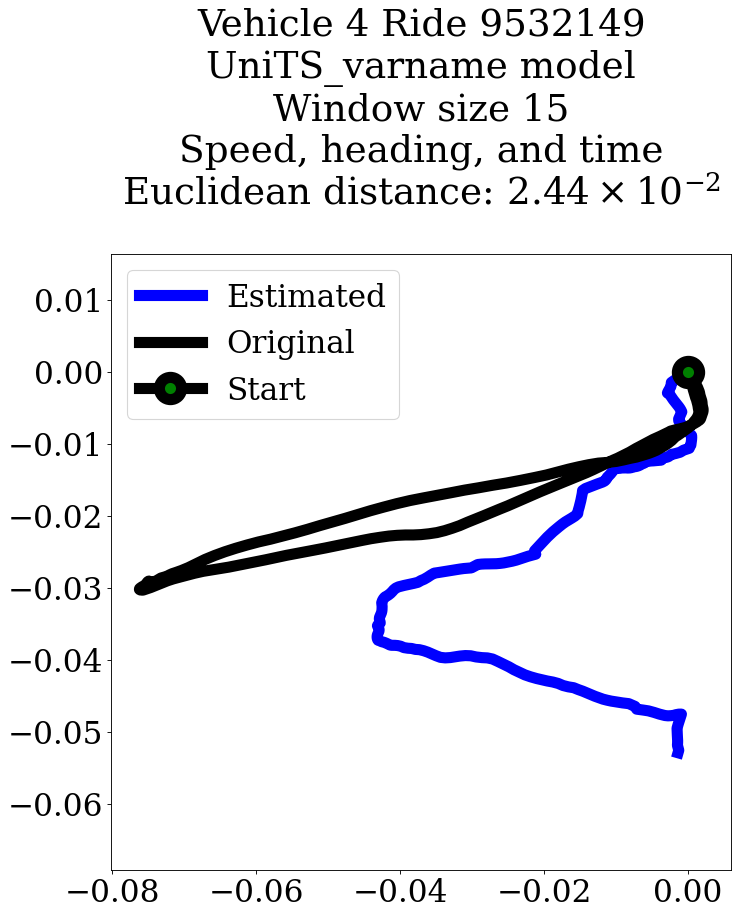 Vehicle 4 Ride 9532149
UniTS_varname model
Window size 15
Speed, heading, and time
Euclidean distance: 2.44 × 10⁻²
Estimated
Original
Start
0.01
0.00
−0.01
−0.02
−0.03
−0.04
−0.05
−0.06
−0.08 −0.06 −0.04 −0.02 0.00